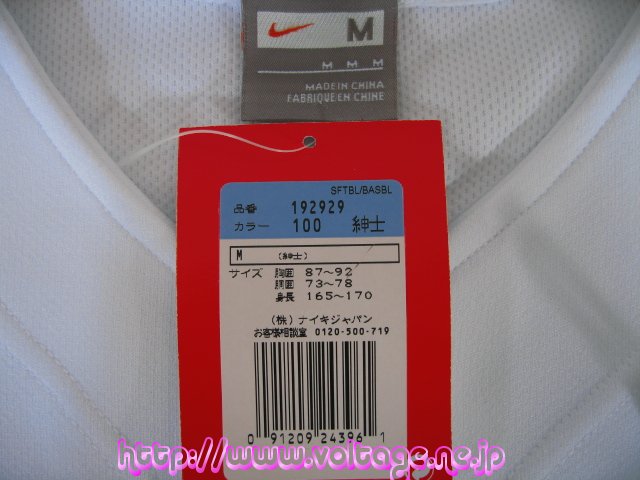 M
M M M
MADE IN CHINA
FABRIQUE EN CHINE
SFTBL/BASBL
品番 192929
カラー 100 紳士
M (紳士)
サイズ 胸囲 87~92
胴囲 73~78
身長 165~170
(株)ナイキジャパン
お客様相談室 0120-500-719
0 91209 24396 1
http://www.voltage.ne.jp